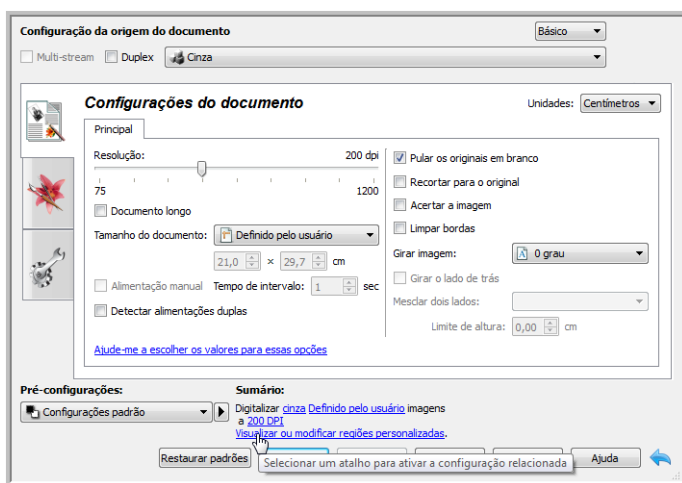 Configuração da origem do documento
Básico
Multi-stream
Duplex
Cinza
Configurações do documento
Unidades: Centímetros
Principal
Resolução: 200 dpi
75 1200
Documento longo
Tamanho do documento: Definido pelo usuário
21,0 × 29,7 cm
Alimentação manual Tempo de intervalo: 1 sec
Detectar alimentações duplas
Ajude-me a escolher os valores para essas opções
Pular os originais em branco
Recortar para o original
Acertar a imagem
Limpar bordas
Girar imagem: 0 grau
Girar o lado de trás
Mesclar dois lados:
Limite de altura: 0,00 cm
Pré-configurações:
Configurações padrão
Sumário:
Digitalizar cinza Definido pelo usuário imagens
a 200 DPI
Visualizar ou modificar regiões personalizadas.
Restaurar padrões
Selecionar um atalho para ativar a configuração relacionada
Ajuda